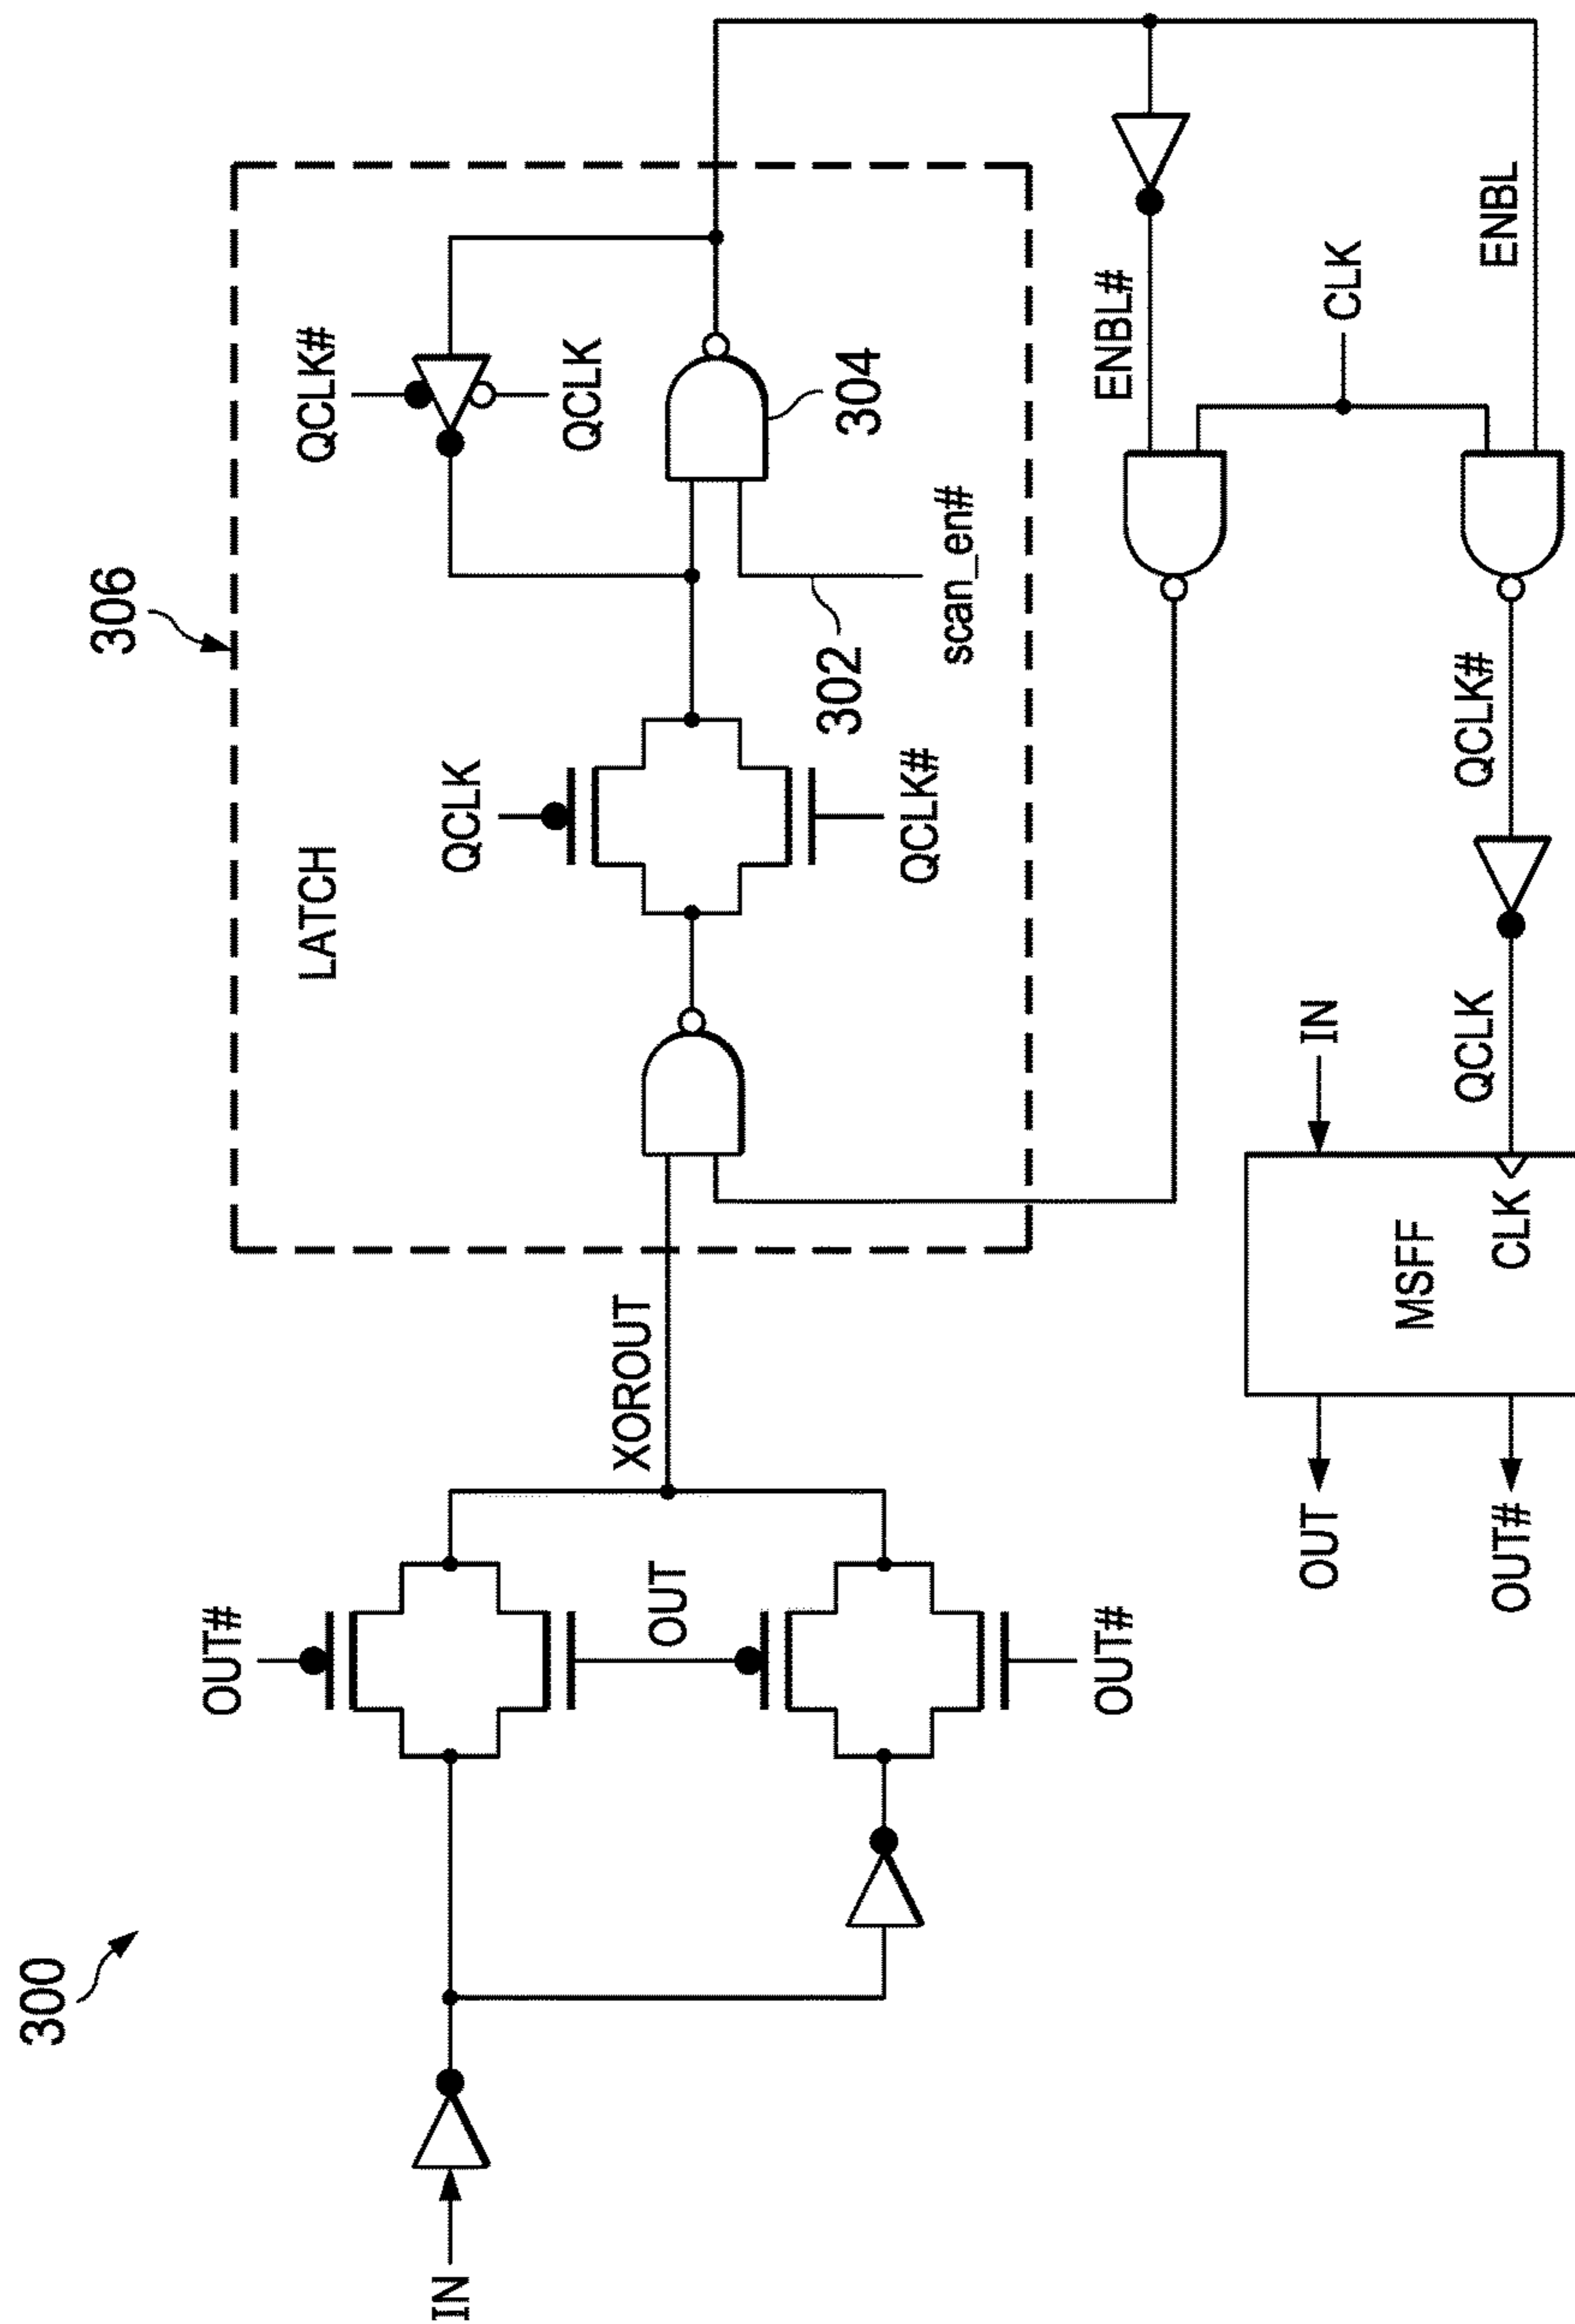 300
306
LATCH
QCLK#
QCLK
QCLK
QCLK#
304
302
scan_en#
XOROUT
OUT#
OUT
OUT#
IN
ENBL#
CLK
ENBL
QCLK#
QCLK
IN
MSFF
CLK
OUT
OUT#